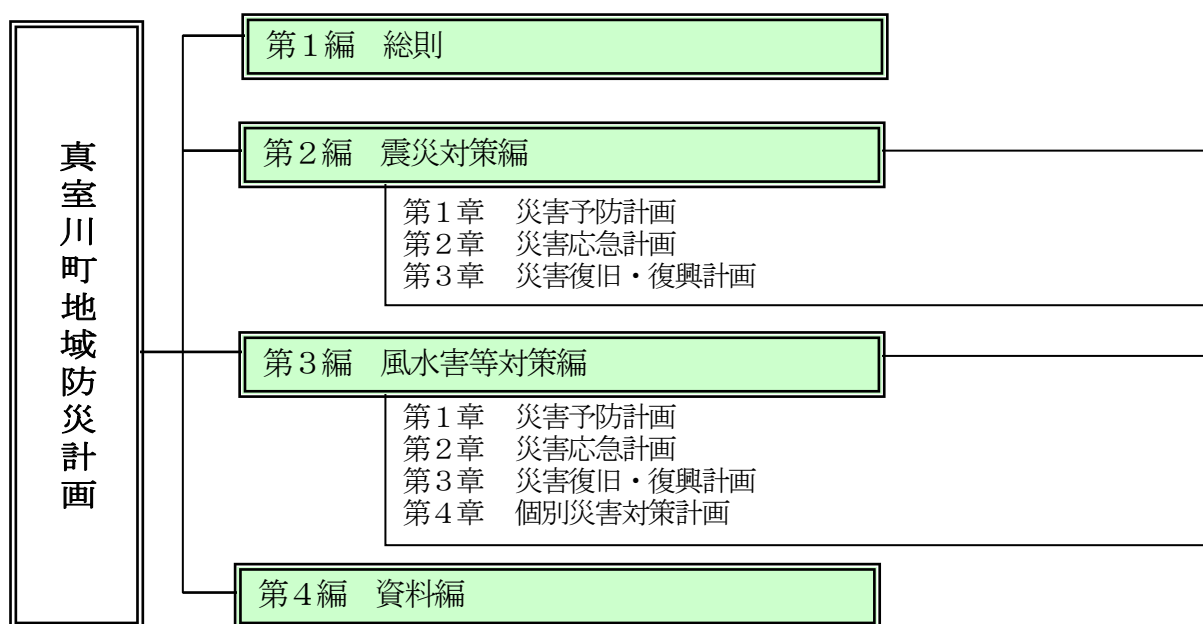 真室川町地域防災計画
第１編　総則
第２編　震災対策編
第１章　災害予防計画
第２章　災害応急計画
第３章　災害復旧・復興計画
第３編　風水害等対策編
第１章　災害予防計画
第２章　災害応急計画
第３章　災害復旧・復興計画
第４章　個別災害対策計画
第４編　資料編